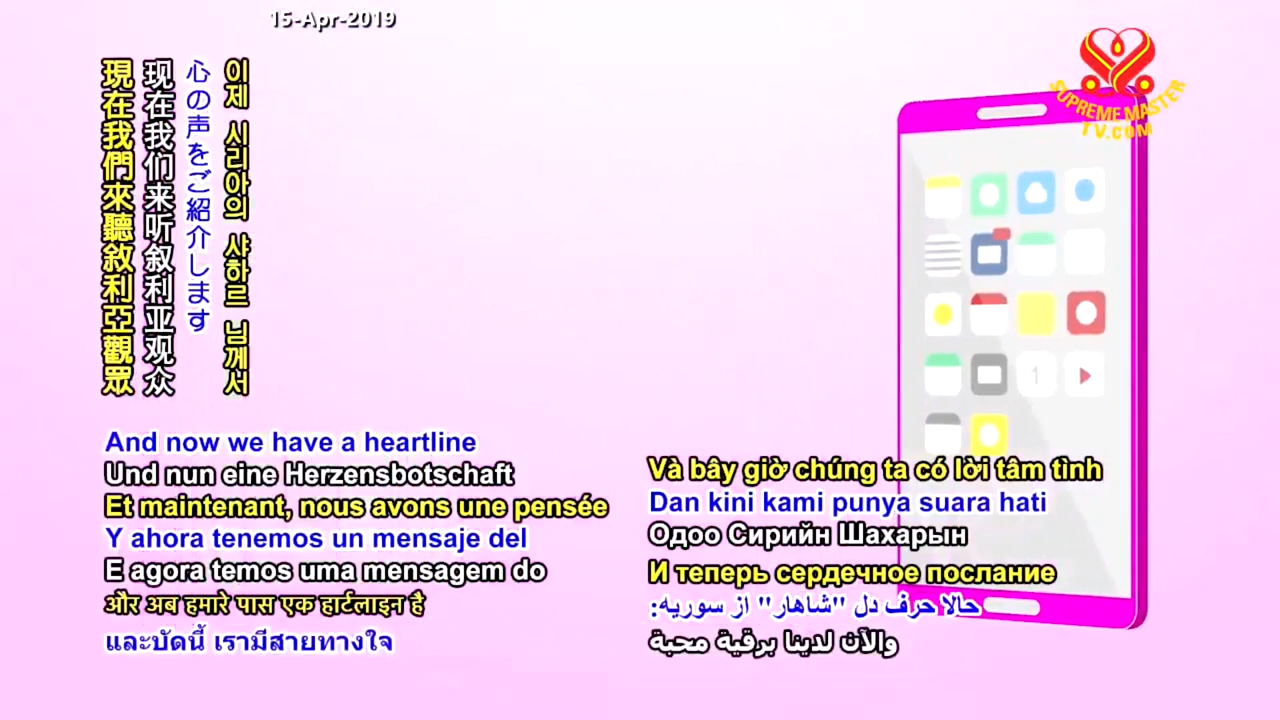 15-Apr-2019
SUPREME MASTER
TV.COM
現在我們來聽敘利亞觀眾
现在我们来听叙利亚观众
心の声をご紹介します
이제 시리아의 샤하르 님께서
And now we have a heartline
Und nun eine Herzensbotschaft
Et maintenant, nous avons une pensée
Y ahora tenemos un mensaje del
E agora temos uma mensagem do
और अब हमारे पास एक हार्टलाइन है
และบัดนี้ เรามีสายทางใจ
Và bây giờ chúng ta có lời tâm tình
Dan kini kami punya suara hati
Одоо Сирийн Шахарын
И теперь сердечное послание
حالا حرف دل "شاهار" از سوریه:
والآن لدينا برقية محبة
1